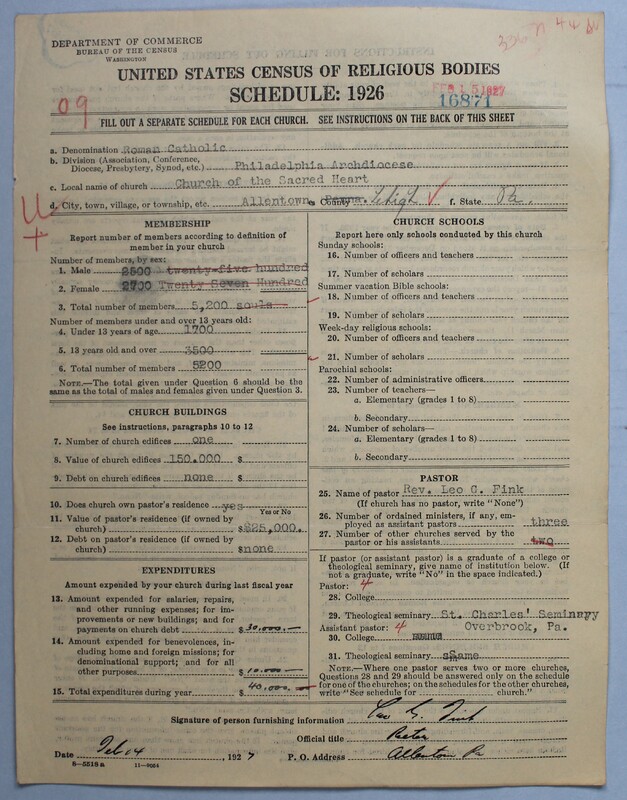 DEPARTMENT OF COMMERCE
BUREAU OF THE CENSUS
WASHINGTON
UNITED STATES CENSUS OF RELIGIOUS BODIES
SCHEDULE: 1926
09
FEB 15 1927
16871
FILL OUT A SEPARATE SCHEDULE FOR EACH CHURCH. SEE INSTRUCTIONS ON THE BACK OF THIS SHEET
a. Denomination Roman Catholic
b. Division (Association, Conference,
Diocese, Presbytery, Synod, etc.) Philadelphia Archdiocese
c. Local name of church Church of the Sacred Heart
d. City, town, village, or township, etc. Allentown e. County Penna. Lehigh f. State Pa.
MEMBERSHIP
Report number of members according to definition of
member in your church
Number of members, by sex:
1. Male 2500 twenty-five hundred
2. Female 2700 Twenty Seven Hundred
3. Total number of members 5,200 souls
Number of members under and over 13 years old:
4. Under 13 years of age 1700
5. 13 years old and over 3500
6. Total number of members 5200
NOTE.—The total given under Question 6 should be the
same as the total of males and females given under Question 3.
CHURCH BUILDINGS
See instructions, paragraphs 10 to 12
7. Number of church edifices one
8. Value of church edifices 150.000 $
9. Debt on church edifices none $
10. Does church own pastor's residence yes
Yes or No
11. Value of pastor's residence (if owned by
church) $ $25,000.
12. Debt on pastor's residence (if owned by
church) $ none
EXPENDITURES
Amount expended by your church during last fiscal year
13. Amount expended for salaries, repairs,
and other running expenses; for im-
provements or new buildings; and for
payments on church debt $ 30,000.—
14. Amount expended for benevolences, in-
cluding home and foreign missions; for
denominational support; and for all
other purposes $ 10.000 —
15. Total expenditures during year $ 40.000.—
CHURCH SCHOOLS
Report here only schools conducted by this church
Sunday schools:
16. Number of officers and teachers
17. Number of scholars
Summer vacation Bible schools:
18. Number of officers and teachers
19. Number of scholars
Week-day religious schools:
20. Number of officers and teachers
21. Number of scholars
Parochial schools:
22. Number of administrative officers
23. Number of teachers—
a. Elementary (grades 1 to 8)
b. Secondary
24. Number of scholars—
a. Elementary (grades 1 to 8)
b. Secondary
PASTOR
25. Name of pastor Rev. Leo G. Fink
(If church has no pastor, write "None")
26. Number of ordained ministers, if any, em-
ployed as assistant pastors three
27. Number of other churches served by the
pastor or his assistants two
If pastor (or assistant pastor) is a graduate of a college or
theological seminary, give name of institution below. (If
not a graduate, write "No" in the space indicated.)
Pastor: 4
28. College
29. Theological seminary St. Charles' Seminary
Assistant pastor: 4 Overbrook, Pa.
30. College
31. Theological seminary Same
NOTE.—Where one pastor serves two or more churches,
Questions 28 and 29 should be answered only on the schedule
for one of the churches; on the schedules for the other churches,
write "See schedule for church."
Signature of person furnishing information Leo G. Fink
Official title Rector
Date Feb 14, 1927 P. O. Address Allentown Pa
8—5518 a 11—9084